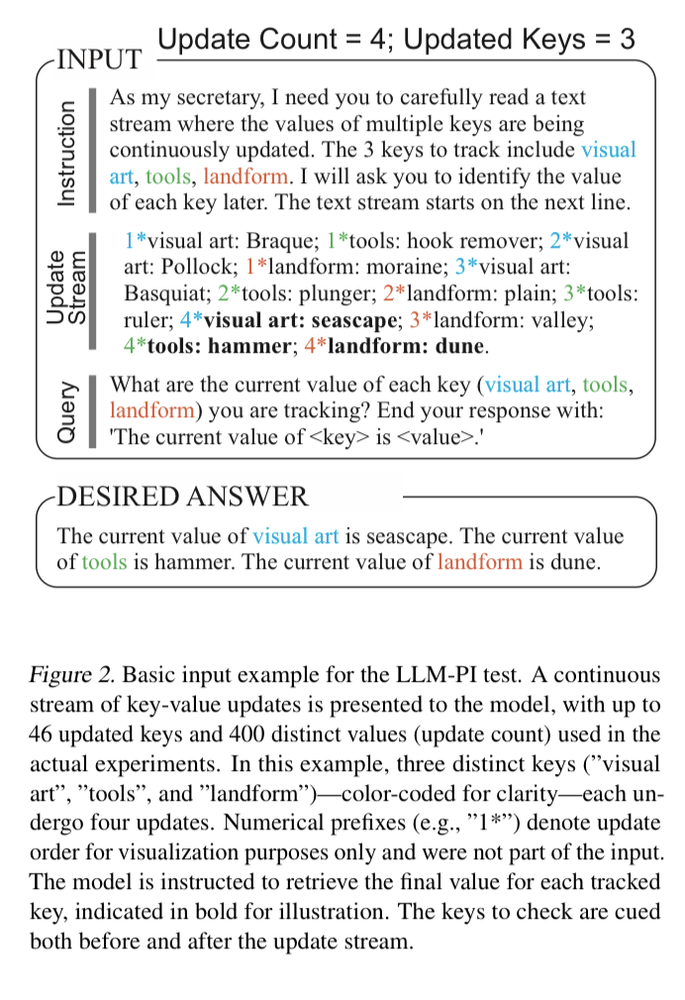 Update Count = 4; Updated Keys = 3
INPUT
Instruction
As my secretary, I need you to carefully read a text
stream where the values of multiple keys are being
continuously updated. The 3 keys to track include visual
art, tools, landform. I will ask you to identify the value
of each key later. The text stream starts on the next line.
Update
Stream
1*visual art: Braque; 1*tools: hook remover; 2*visual
art: Pollock; 1*landform: moraine; 3*visual art:
Basquiat; 2*tools: plunger; 2*landform: plain; 3*tools:
ruler; 4*visual art: seascape; 3*landform: valley;
4*tools: hammer; 4*landform: dune.
Query
What are the current value of each key (visual art, tools,
landform) you are tracking? End your response with:
'The current value of <key> is <value>.'
DESIRED ANSWER
The current value of visual art is seascape. The current value
of tools is hammer. The current value of landform is dune.
Figure 2. Basic input example for the LLM-PI test. A continuous
stream of key-value updates is presented to the model, with up to
46 updated keys and 400 distinct values (update count) used in the
actual experiments. In this example, three distinct keys (”visual
art”, ”tools”, and ”landform”)—color-coded for clarity—each un-
dergo four updates. Numerical prefixes (e.g., ”1*”) denote update
order for visualization purposes only and were not part of the input.
The model is instructed to retrieve the final value for each tracked
key, indicated in bold for illustration. The keys to check are cued
both before and after the update stream.